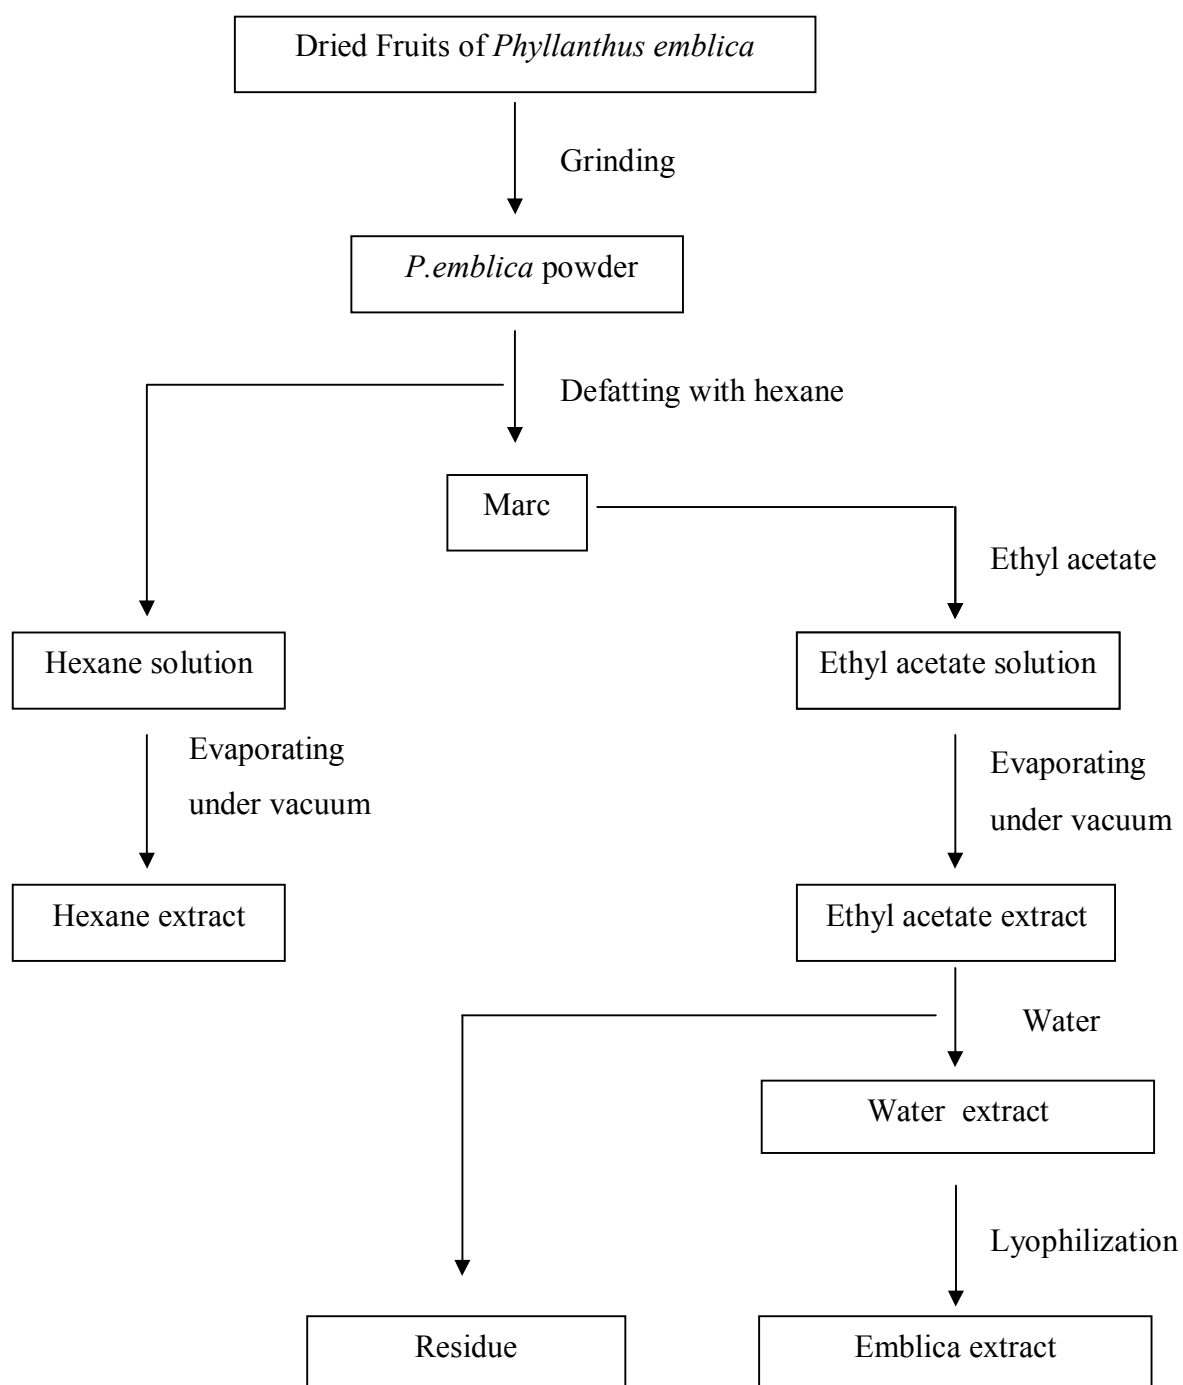 Dried Fruits of Phyllanthus emblica
Grinding
P.emblica powder
Defatting with hexane
Marc
Ethyl acetate
Hexane solution
Ethyl acetate solution
Evaporating
under vacuum
Evaporating
under vacuum
Hexane extract
Ethyl acetate extract
Water
Water extract
Lyophilization
Residue
Emblica extract